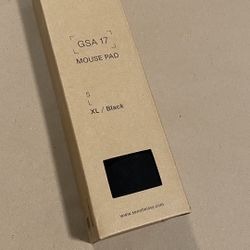 GSA 17
MOUSE PAD
S
L
XL / Black